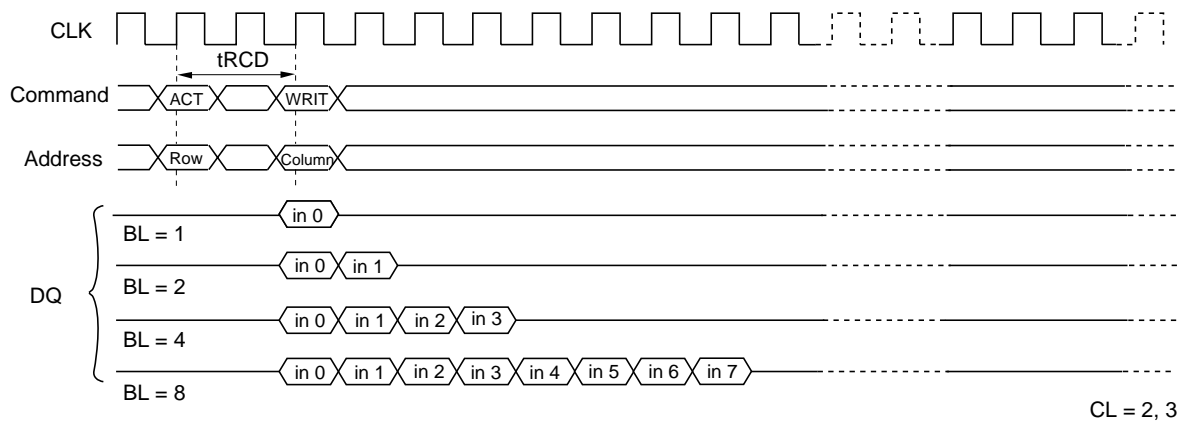 CLK
tRCD
Command ACT WRIT
Address Row Column
DQ
in 0
BL = 1
in 0 in 1
BL = 2
in 0 in 1 in 2 in 3
BL = 4
in 0 in 1 in 2 in 3 in 4 in 5 in 6 in 7
BL = 8
CL = 2, 3